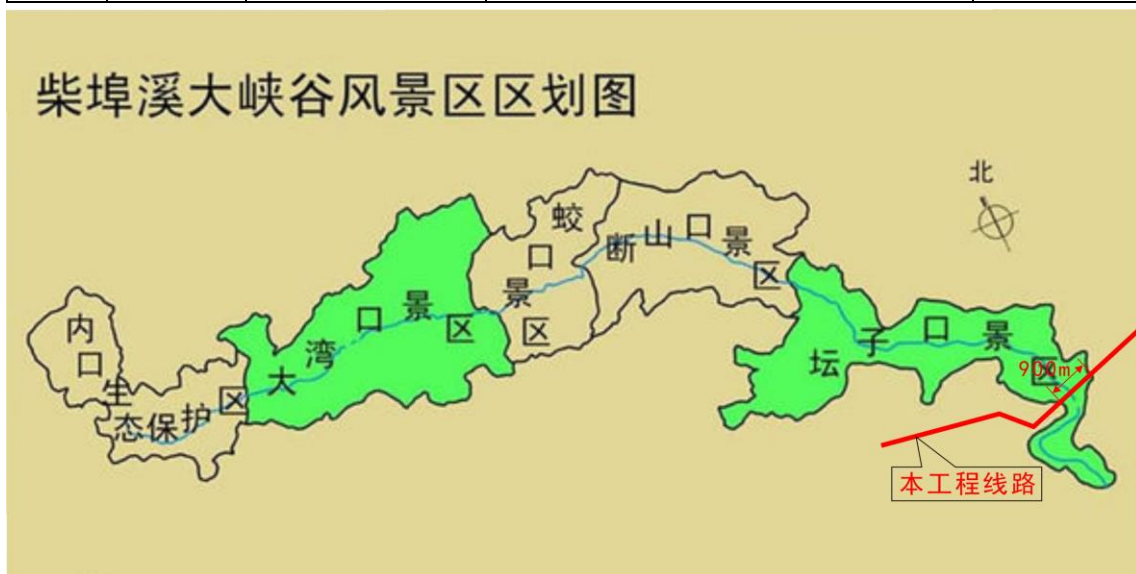 柴埠溪大峡谷风景区区划图
北
内口生态保护区
大湾口景区
蛟口景区
断山口景区
坛子口景区
900m
本工程线路